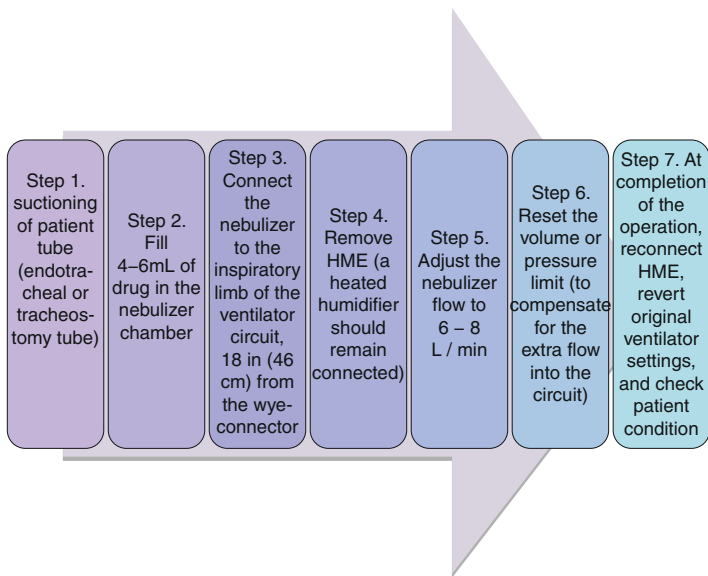 Step 1.
suctioning
of patient
tube
(endotra-
cheal or
tracheos-
tomy tube)
Step 2.
Fill
4–6mL of
drug in the
nebulizer
chamber
Step 3.
Connect
the
nebulizer
to the
inspiratory
limb of the
ventilator
circuit,
18 in (46
cm) from
the wye-
connector
Step 4.
Remove
HME (a
heated
humidifier
should
remain
connected)
Step 5.
Adjust the
nebulizer
flow to
6 – 8
L / min
Step 6.
Reset the
volume or
pressure
limit (to
compensate
for the
extra flow
into the
circuit)
Step 7. At
completion
of the
operation,
reconnect
HME,
revert
original
ventilator
settings,
and check
patient
condition